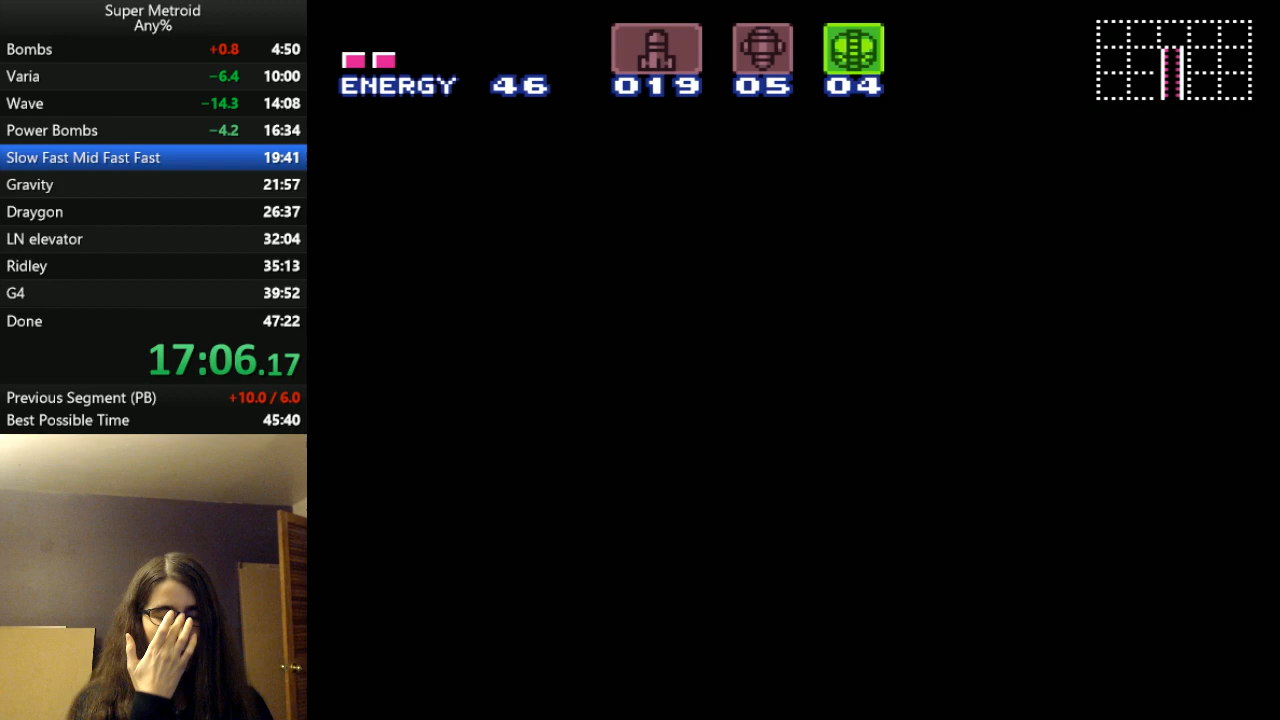 Super Metroid
Any%
Bombs +0.8 4:50
Varia −6.4 10:00
Wave −14.3 14:08
Power Bombs −4.2 16:34
Slow Fast Mid Fast Fast 19:41
Gravity 21:57
Draygon 26:37
LN elevator 32:04
Ridley 35:13
G4 39:52
Done 47:22
17:06.17
Previous Segment (PB) +10.0 / 6.0
Best Possible Time 45:40
ENERGY 46 019 05 04